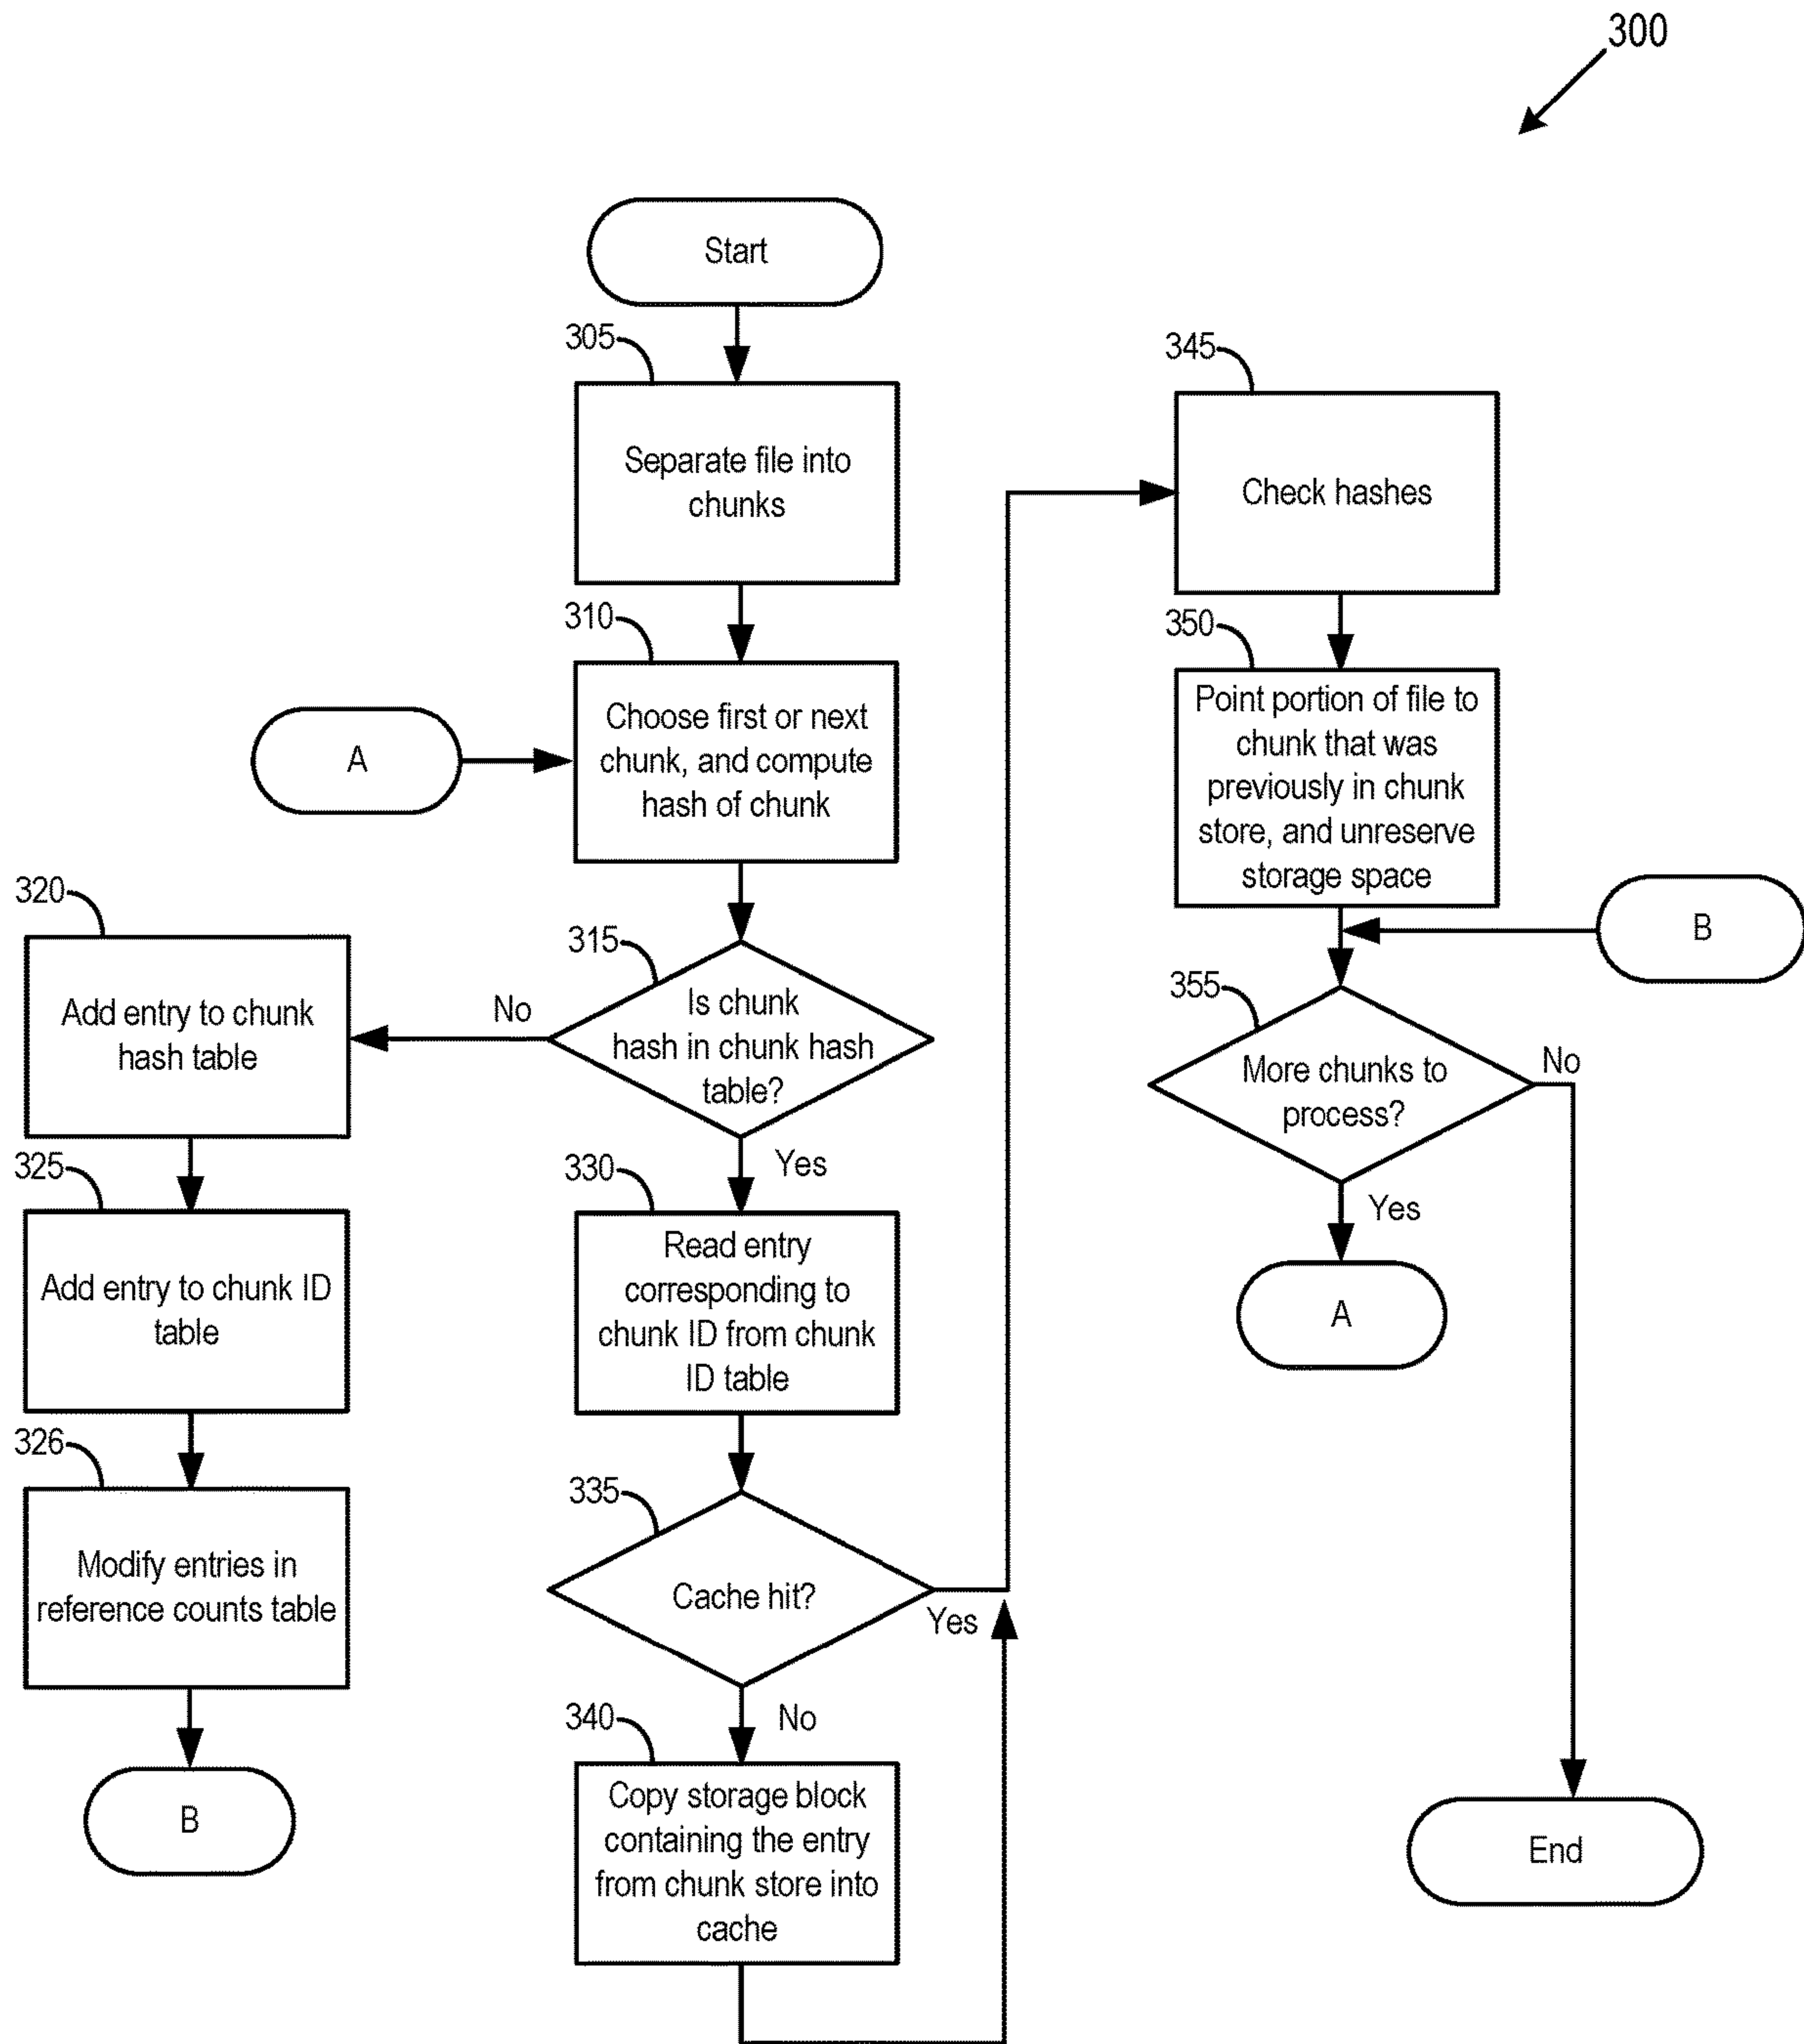 300
Start
305
Separate file into
chunks
310
Choose first or next
chunk, and compute
hash of chunk
A
315
Is chunk
hash in chunk hash
table?
No
Yes
320
Add entry to chunk
hash table
325
Add entry to chunk ID
table
326
Modify entries in
reference counts table
B
330
Read entry
corresponding to
chunk ID from chunk
ID table
335
Cache hit?
Yes
No
340
Copy storage block
containing the entry
from chunk store into
cache
345
Check hashes
350
Point portion of file to
chunk that was
previously in chunk
store, and unreserve
storage space
B
355
More chunks to
process?
No
Yes
A
End